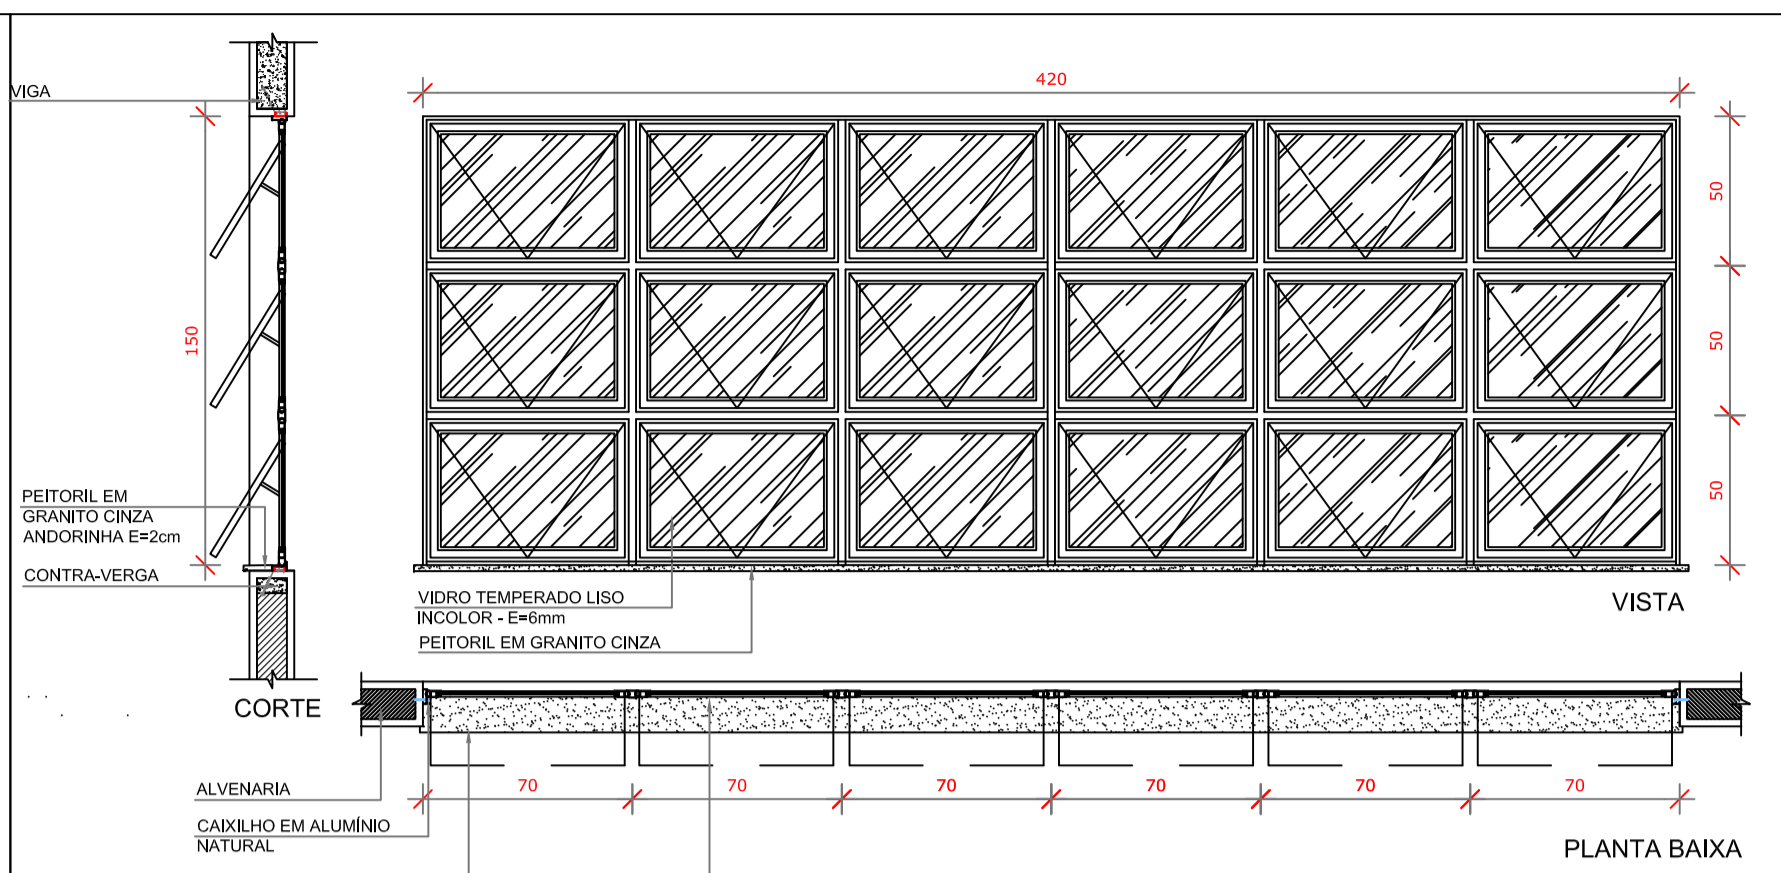 VIGA
150
PEITORIL EM
GRANITO CINZA
ANDORINHA E=2cm
CONTRA-VERGA
CORTE
420
50
50
50
VIDRO TEMPERADO LISO
INCOLOR - E=6mm
PEITORIL EM GRANITO CINZA
VISTA
ALVENARIA
CAIXILHO EM ALUMÍNIO
NATURAL
70 70 70 70 70 70
PLANTA BAIXA